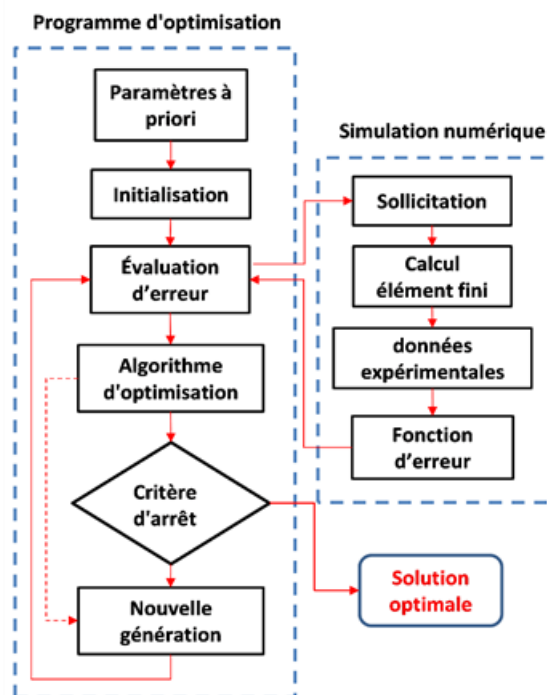 Programme d'optimisation
Paramètres à
priori
Initialisation
Évaluation
d’erreur
Algorithme
d'optimisation
Critère
d'arrêt
Nouvelle
génération
Simulation numérique
Sollicitation
Calcul
élément fini
données
expérimentales
Fonction
d’erreur
Solution
optimale